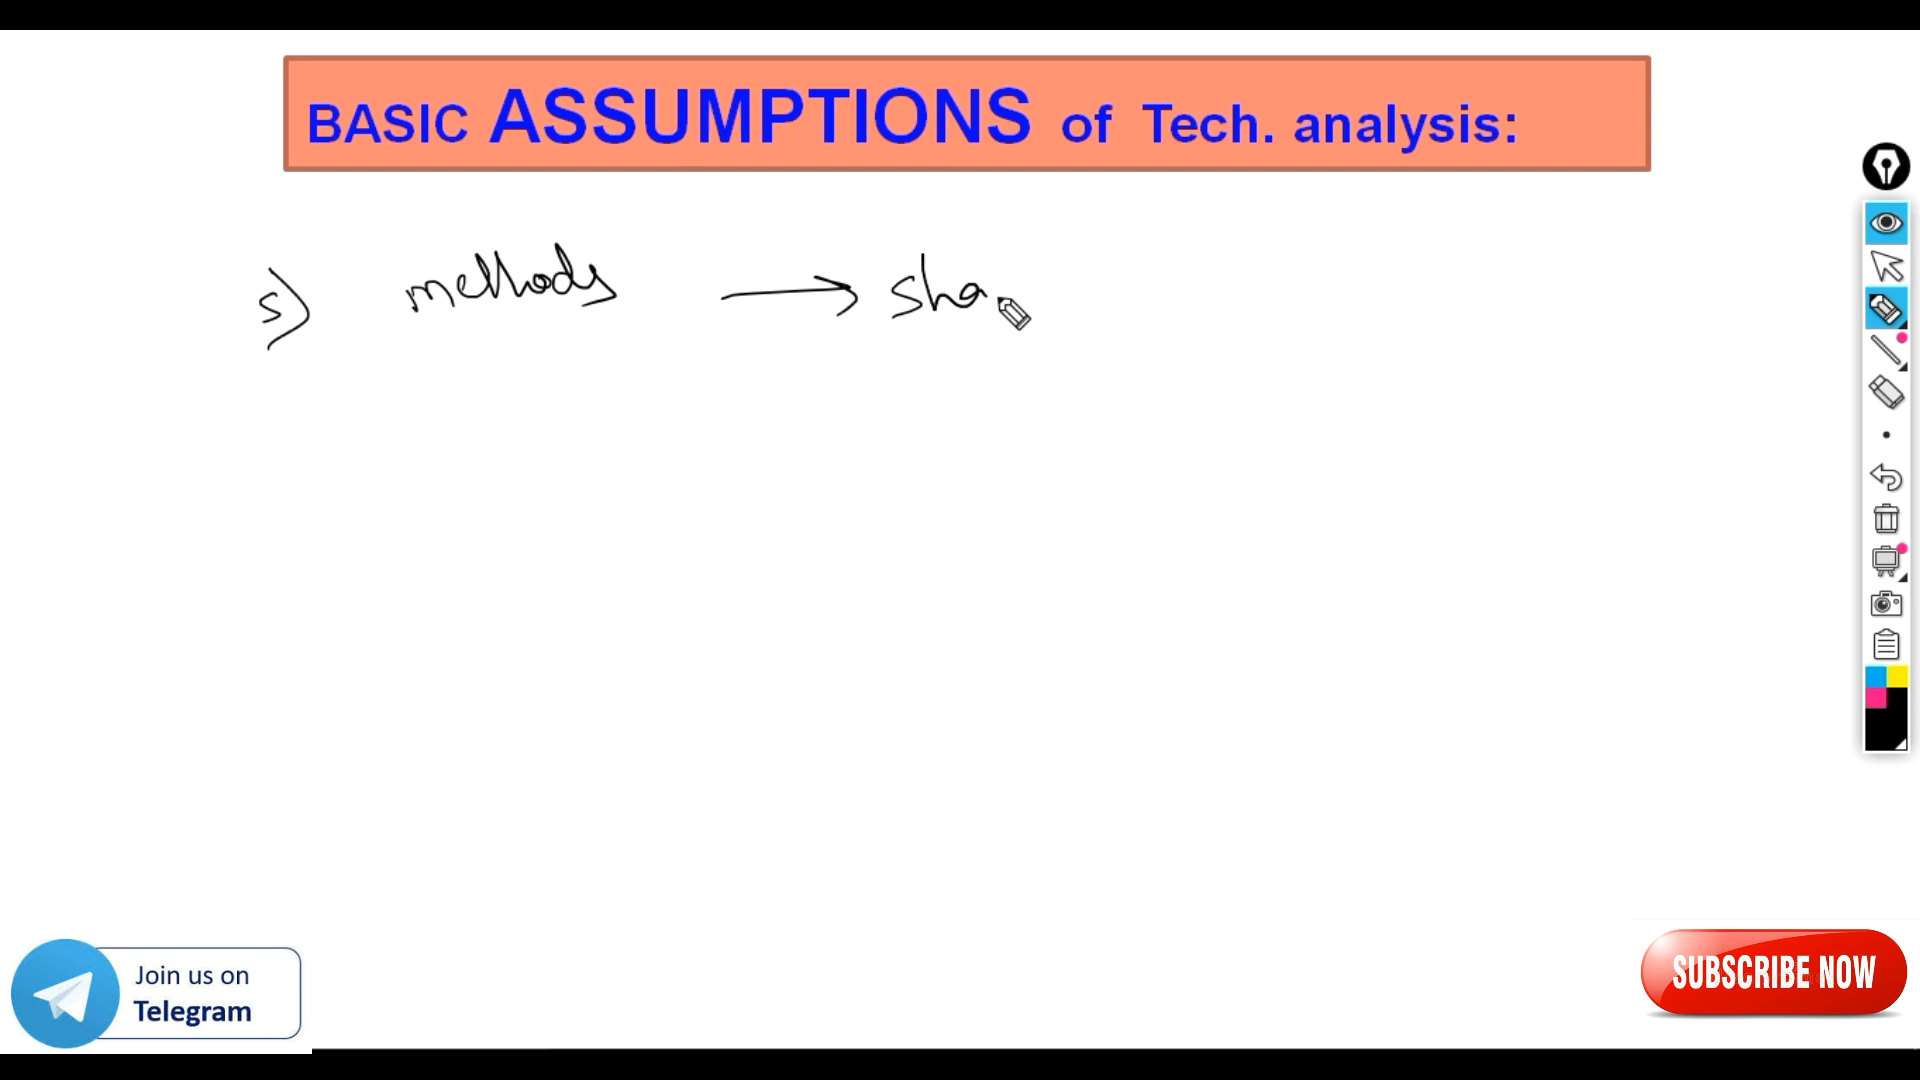 BASIC ASSUMPTIONS of Tech. analysis:
5) methods → sha
Join us on
Telegram
SUBSCRIBE NOW